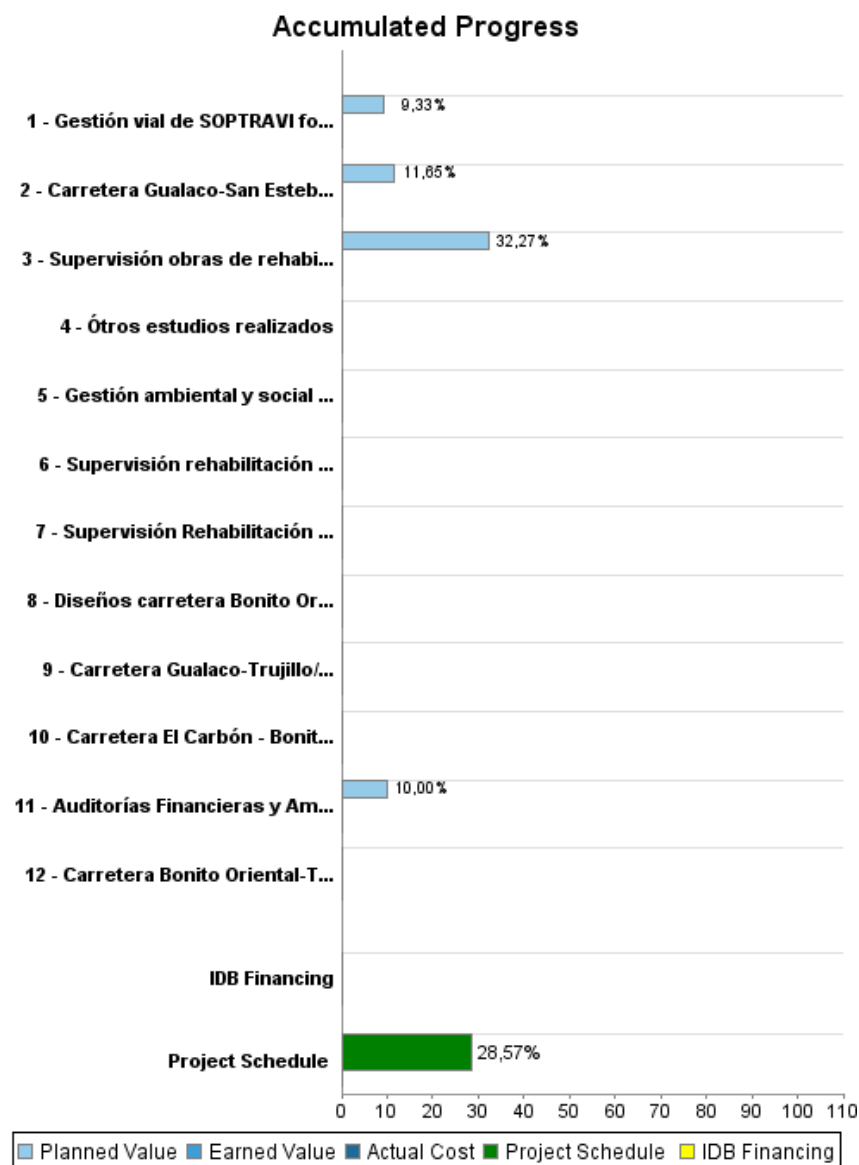 Accumulated Progress
1 - Gestión vial de SOPTRAVI fo...
9,33%
2 - Carretera Gualaco-San Esteb...
11,65%
3 - Supervisión obras de rehabi...
32,27%
4 - Ótros estudios realizados
5 - Gestión ambiental y social ...
6 - Supervisión rehabilitación ...
7 - Supervisión Rehabilitación ...
8 - Diseños carretera Bonito Or...
9 - Carretera Gualaco-Trujillo/...
10 - Carretera El Carbón - Bonit...
11 - Auditorías Financieras y Am...
10,00%
12 - Carretera Bonito Oriental-T...
IDB Financing
Project Schedule
28,57%
0 10 20 30 40 50 60 70 80 90 100 110
Planned Value Earned Value Actual Cost Project Schedule IDB Financing